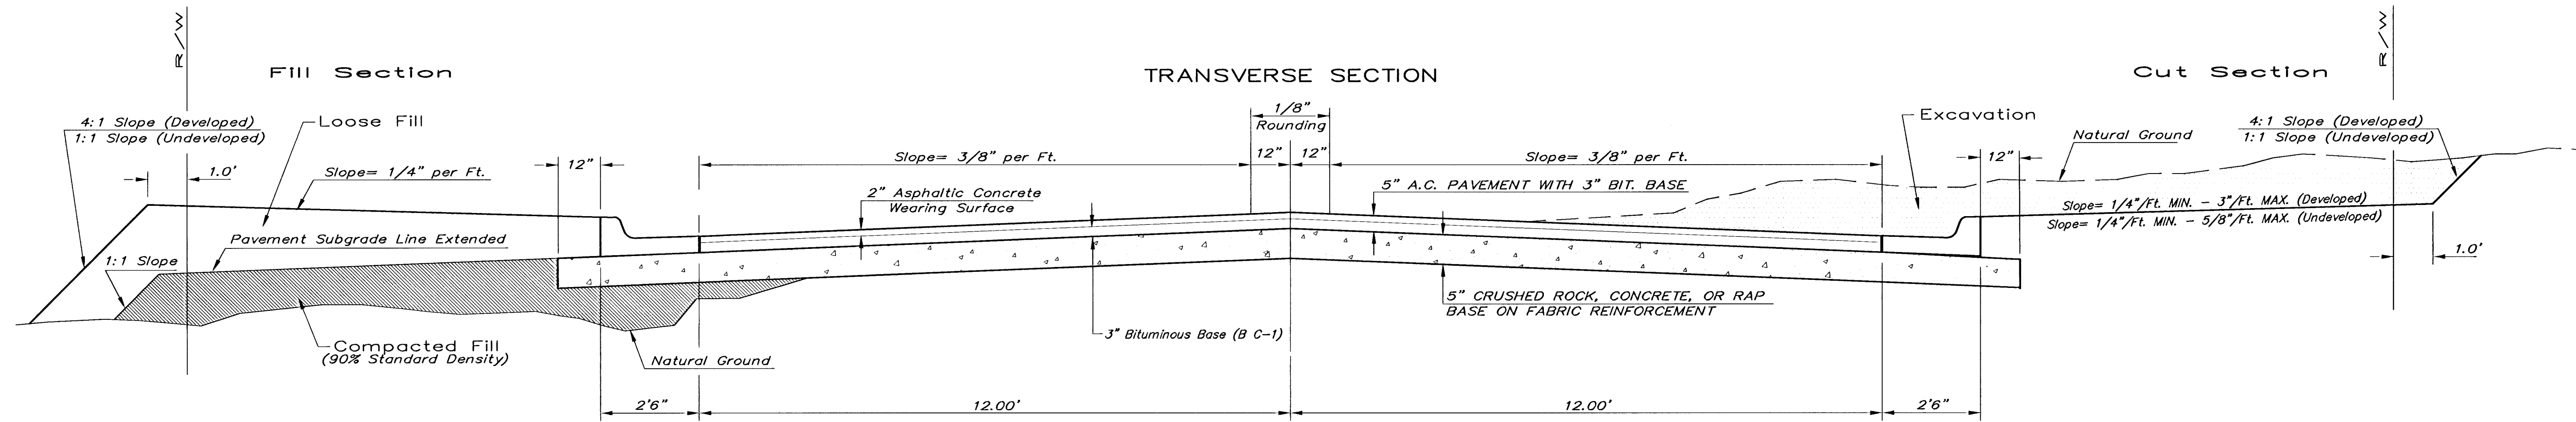 R/W
Fill Section
TRANSVERSE SECTION
Cut Section
R/W
4:1 Slope (Developed)
1:1 Slope (Undeveloped)
Loose Fill
1.0'
Slope= 1/4" per Ft.
12"
Slope= 3/8" per Ft.
1/8"
Rounding
12"
12"
Slope= 3/8" per Ft.
Excavation
Natural Ground
4:1 Slope (Developed)
1:1 Slope (Undeveloped)
12"
2" Asphaltic Concrete
Wearing Surface
5" A.C. PAVEMENT WITH 3" BIT. BASE
Slope= 1/4"/Ft. MIN. - 3"/Ft. MAX. (Developed)
Slope= 1/4"/Ft. MIN. - 5/8"/Ft. MAX. (Undeveloped)
1.0'
Pavement Subgrade Line Extended
1:1 Slope
5" CRUSHED ROCK, CONCRETE, OR RAP
BASE ON FABRIC REINFORCEMENT
3" Bituminous Base (B C-1)
Compacted Fill
(90% Standard Density)
Natural Ground
2'6"
12.00'
12.00'
2'6"